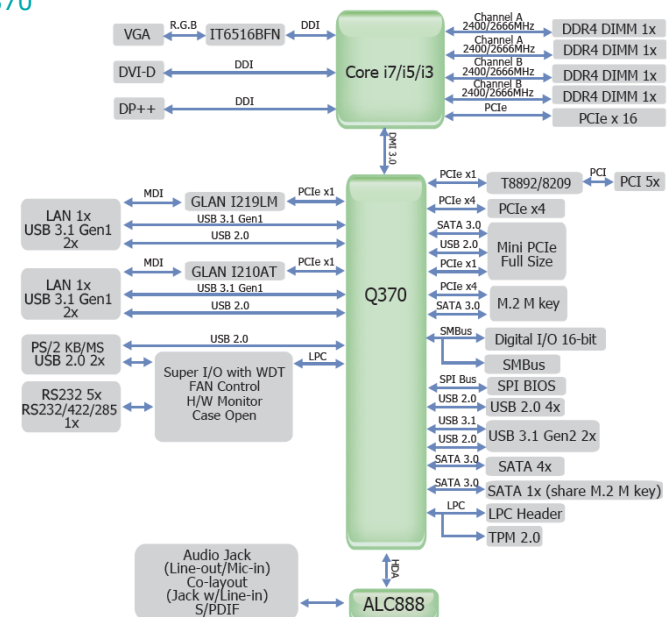 370
VGA
R.G.B
IT6516BFN
DDI
DVI-D
DDI
DP++
DDI
Core i7/i5/i3
Channel A
2400/2666MHz
DDR4 DIMM 1x
Channel A
2400/2666MHz
DDR4 DIMM 1x
Channel B
2400/2666MHz
DDR4 DIMM 1x
Channel B
2400/2666MHz
DDR4 DIMM 1x
PCIe
PCIe x 16
DMI 3.0
LAN 1x
USB 3.1 Gen1
2x
MDI
GLAN I219LM
PCIe x1
USB 3.1 Gen1
USB 2.0
LAN 1x
USB 3.1 Gen1
2x
MDI
GLAN I210AT
PCIe x1
USB 3.1 Gen1
USB 2.0
PS/2 KB/MS
USB 2.0 2x
USB 2.0
RS232 5x
RS232/422/285
1x
Super I/O with WDT
FAN Control
H/W Monitor
Case Open
LPC
Q370
PCIe x1
T8892/8209
PCI
PCI 5x
PCIe x4
PCIe x4
SATA 3.0
USB 2.0
PCIe x1
Mini PCIe
Full Size
PCIe x4
SATA 3.0
M.2 M key
SMBus
Digital I/O 16-bit
SMBus
SPI Bus
SPI BIOS
USB 2.0
USB 2.0 4x
USB 3.1
USB 2.0
USB 3.1 Gen2 2x
SATA 3.0
SATA 4x
SATA 3.0
SATA 1x (share M.2 M key)
LPC
LPC Header
TPM 2.0
HDA
Audio Jack
(Line-out/Mic-in)
Co-layout
(Jack w/Line-in)
S/PDIF
ALC888